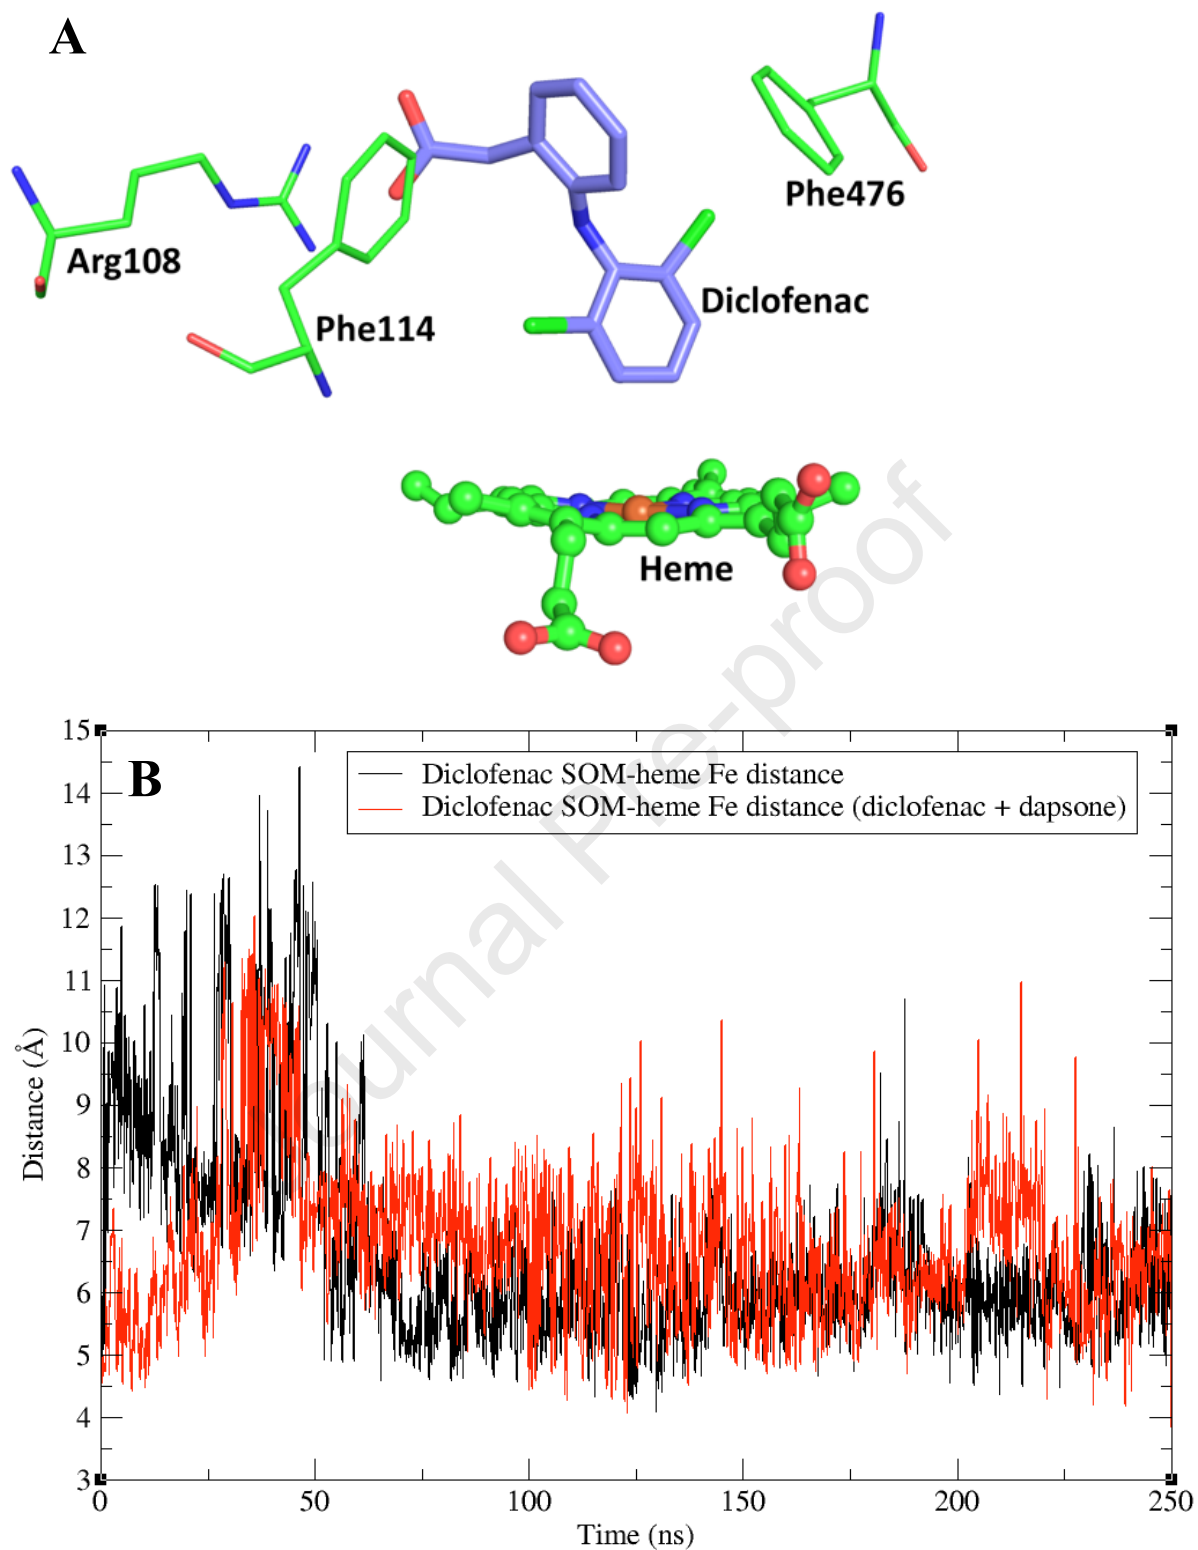 A
Phe476
Arg108
Diclofenac
Phe114
Heme
Journal Pre-proof
B
Diclofenac SOM-heme Fe distance
Diclofenac SOM-heme Fe distance (diclofenac + dapsone)
15
14
13
12
11
10
9
8
7
6
5
4
3
Distance (Å)
0 50 100 150 200 250
Time (ns)